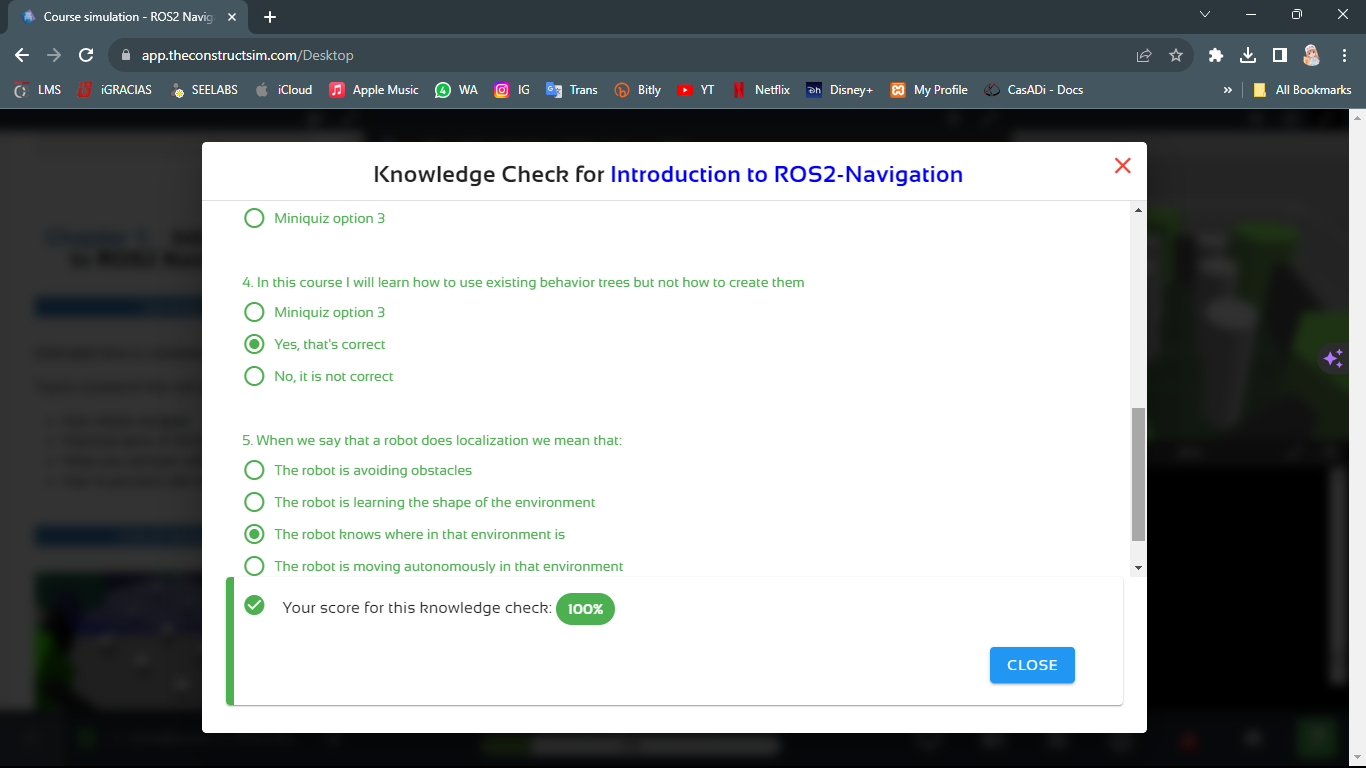 Course simulation - ROS2 Navig
app.theconstructsim.com/Desktop
LMS iGRACIAS SEELABS iCloud Apple Music WA IG Trans Bitly YT Netflix Disney+ My Profile CasADi - Docs » All Bookmarks
Knowledge Check for Introduction to ROS2-Navigation
Miniquiz option 3
4. In this course I will learn how to use existing behavior trees but not how to create them
Miniquiz option 3
Yes, that's correct
No, it is not correct
5. When we say that a robot does localization we mean that:
The robot is avoiding obstacles
The robot is learning the shape of the environment
The robot knows where in that environment is
The robot is moving autonomously in that environment
Your score for this knowledge check: 100%
CLOSE